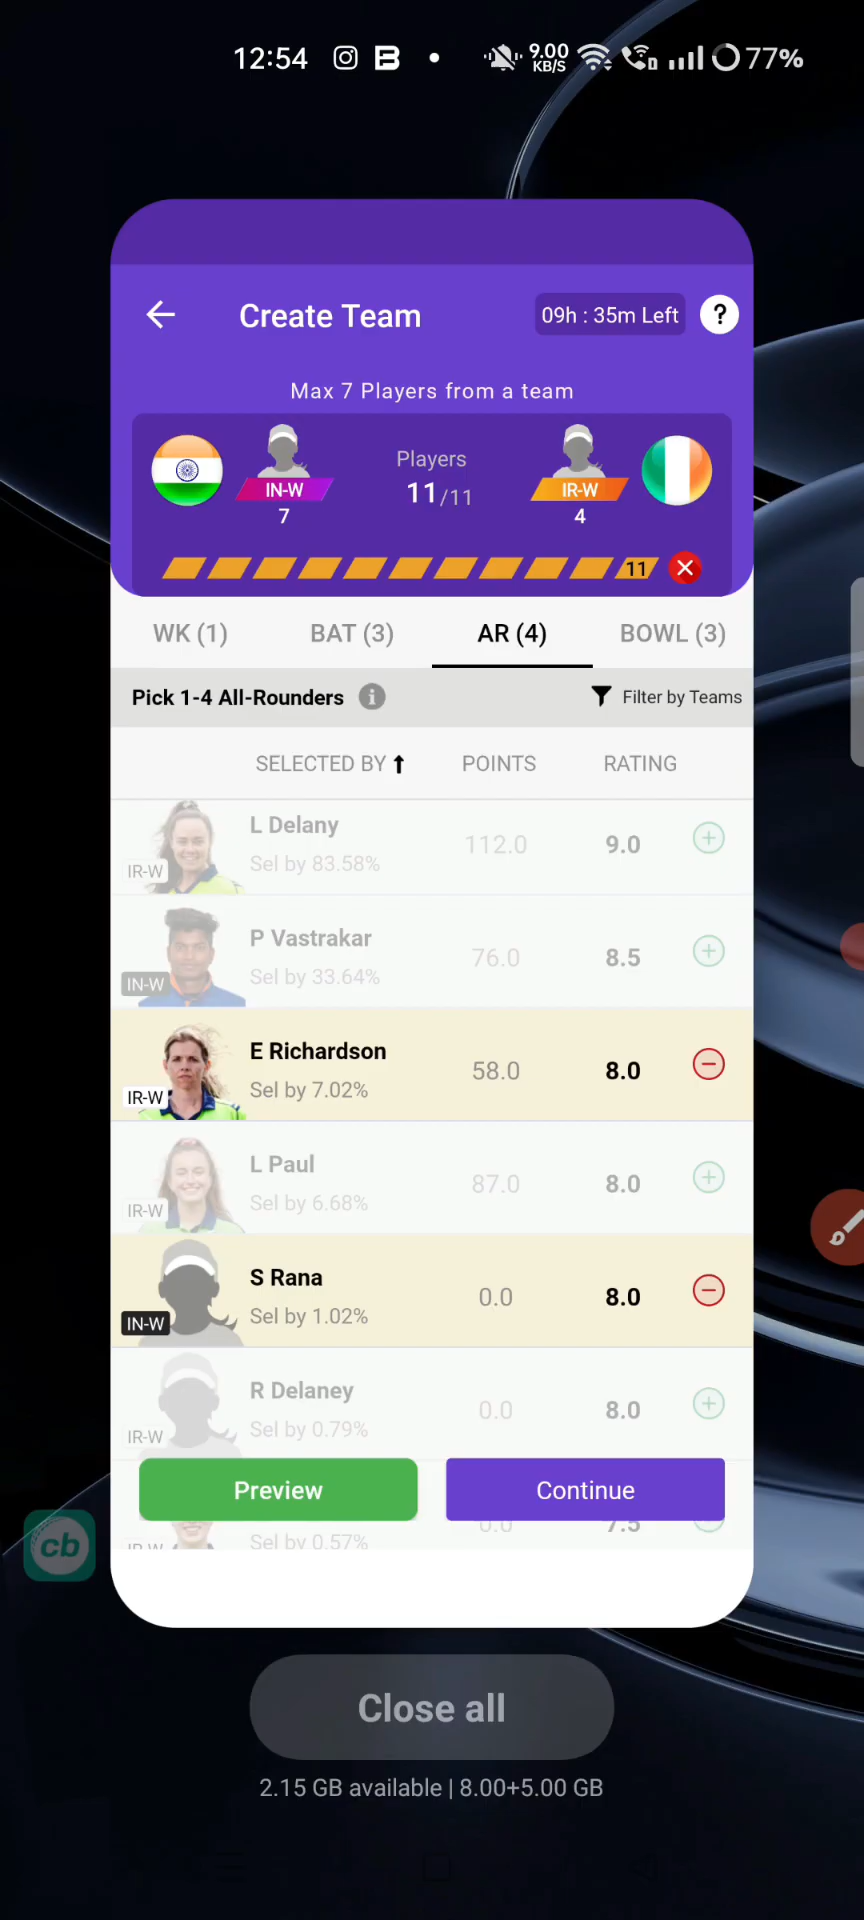 12:54 9.00 KB/S 77%
Create Team 09h : 35m Left ?
Max 7 Players from a team
IN-W 7 Players 11/11 IR-W 4
11
WK (1) BAT (3) AR (4) BOWL (3)
Pick 1-4 All-Rounders i Filter by Teams
SELECTED BY POINTS RATING
L Delany
IR-W Sel by 83.58% 112.0 9.0
P Vastrakar
IN-W Sel by 33.64% 76.0 8.5
E Richardson
IR-W Sel by 7.02% 58.0 8.0
L Paul
IR-W Sel by 6.68% 87.0 8.0
S Rana
IN-W Sel by 1.02% 0.0 8.0
R Delaney
IR-W Sel by 0.79% 0.0 8.0
Preview Continue
IR-W Sel by 0.57% 0.0 7.5
cb
Close all
2.15 GB available | 8.00+5.00 GB